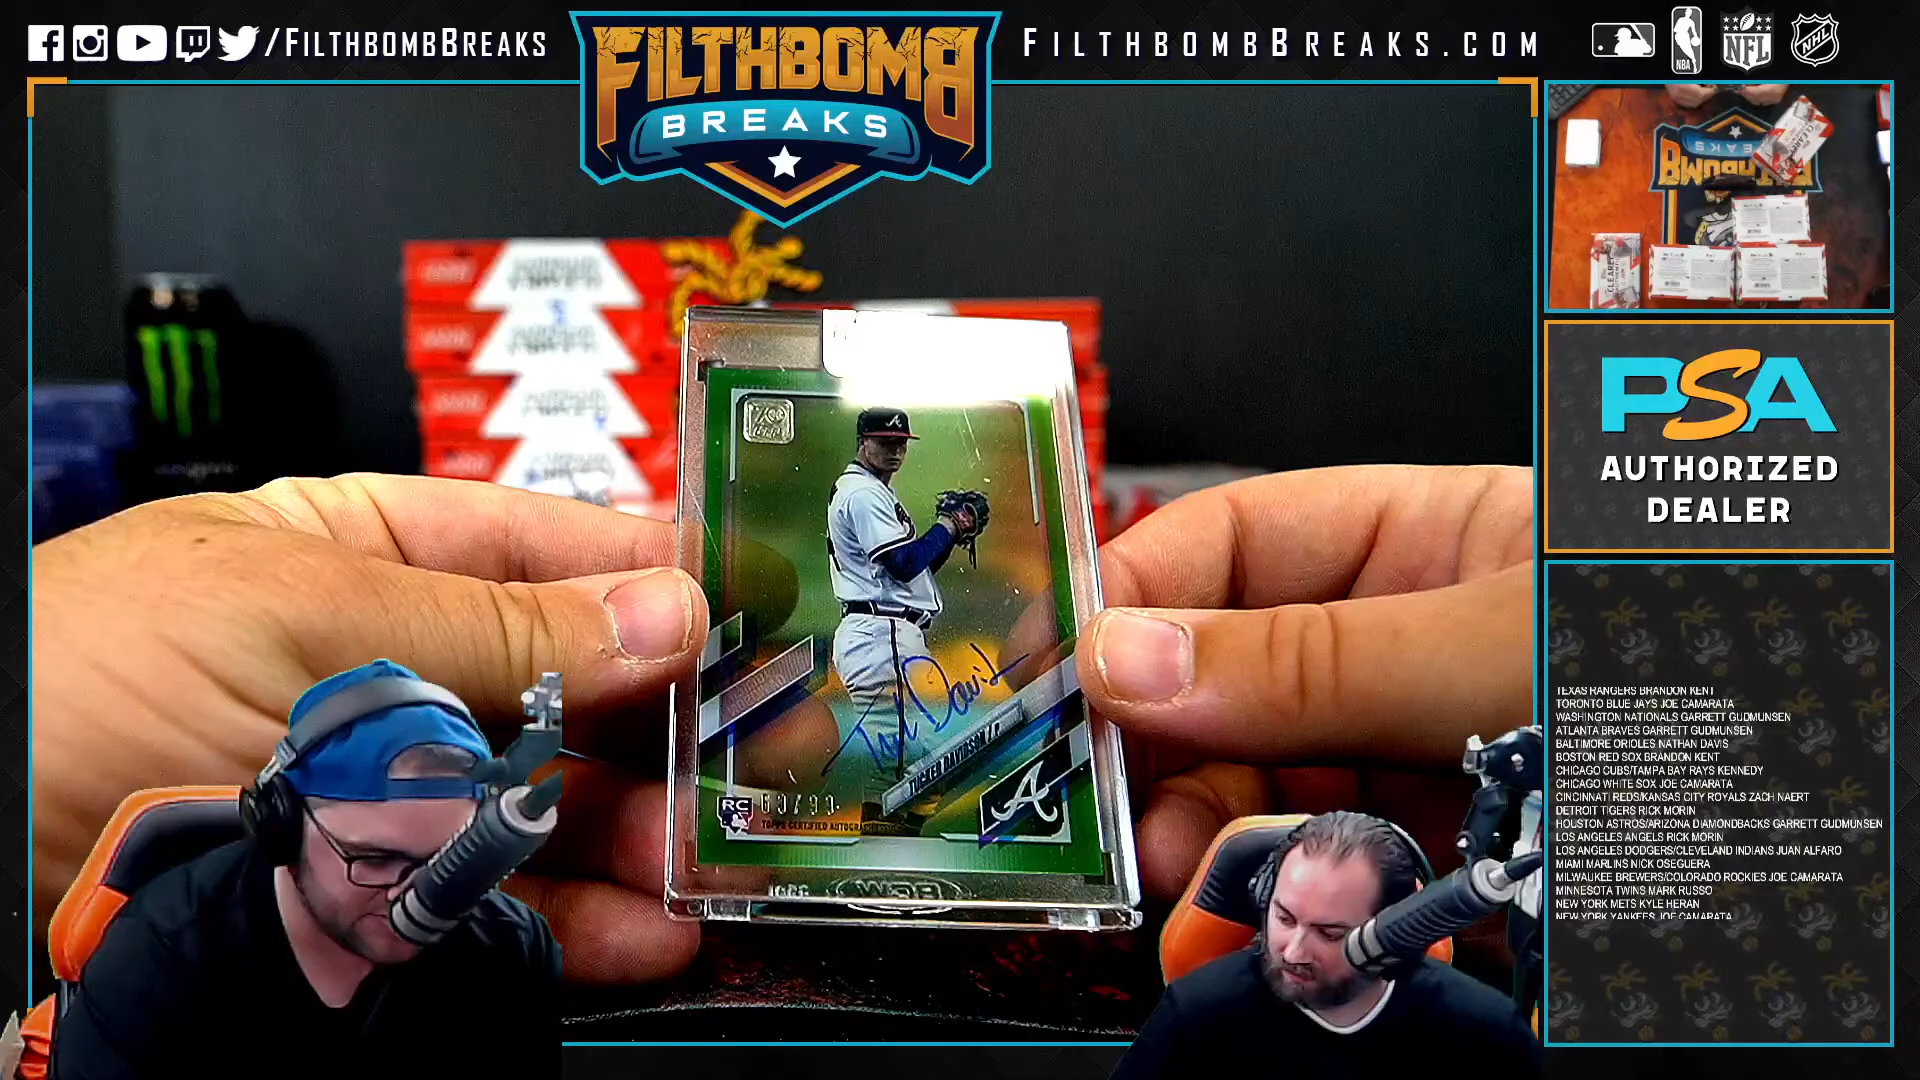 /FILTHBOMBBREAKS
FILTHBOMB
BREAKS
FILTHBOMBBREAKS.COM
NBA
NFL
NHL
PSA
AUTHORIZED
DEALER
TEXAS RANGERS BRANDON KENT
TORONTO BLUE JAYS JOE CAMARATA
WASHINGTON NATIONALS GARRETT GUDMUNSEN
ATLANTA BRAVES GARRETT GUDMUNSEN
BALTIMORE ORIOLES NATHAN DAVIS
BOSTON RED SOX BRANDON KENT
CHICAGO CUBS/TAMPA BAY RAYS KENNEDY
CHICAGO WHITE SOX JOE CAMARATA
CINCINNATI REDS/KANSAS CITY ROYALS ZACH NAERT
DETROIT TIGERS RICK MORIN
HOUSTON ASTROS/ARIZONA DIAMONDBACKS GARRETT GUDMUNSEN
LOS ANGELES ANGELS RICK MORIN
LOS ANGELES DODGERS/CLEVELAND INDIANS JUAN ALFARO
MIAMI MARLINS NICK OSEGUERA
MILWAUKEE BREWERS/COLORADO ROCKIES JOE CAMARATA
MINNESOTA TWINS MARK RUSSO
NEW YORK METS KYLE HERAN
NEW YORK YANKEES JOE CAMARATA
TUCKER DAVIDSON
A
RC
TOPPS CERTIFIED AUTOGRAPH